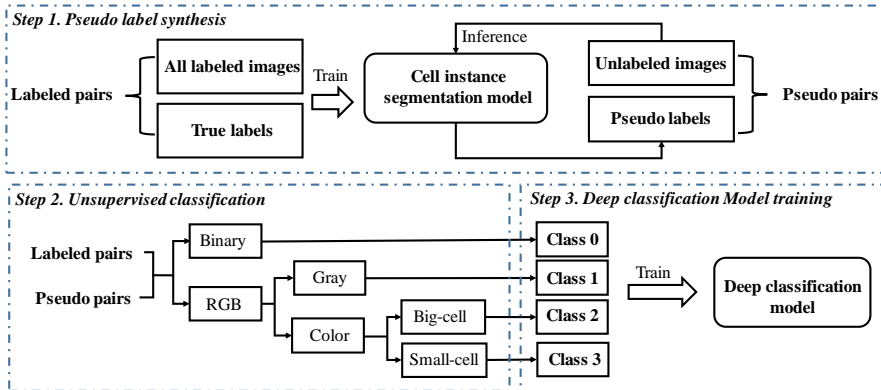 Step 1. Pseudo label synthesis
Labeled pairs
All labeled images
True labels
Train
Cell instance
segmentation model
Inference
Unlabeled images
Pseudo labels
Pseudo pairs
Step 2. Unsupervised classification
Labeled pairs
Pseudo pairs
Binary
RGB
Gray
Color
Big-cell
Small-cell
Step 3. Deep classification Model training
Class 0
Class 1
Class 2
Class 3
Train
Deep classification
model